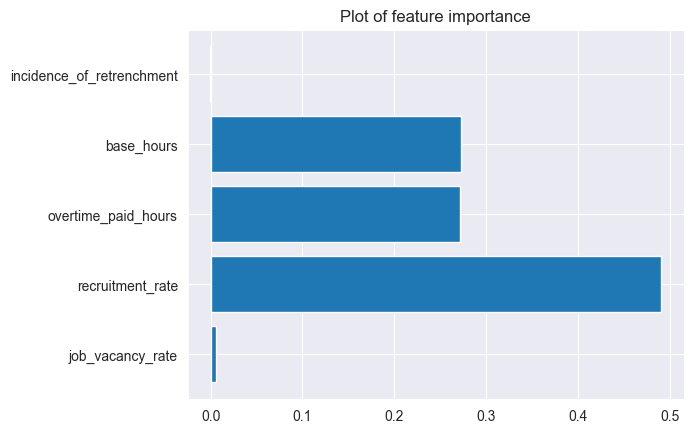 Plot of feature importance
incidence_of_retrenchment
base_hours
overtime_paid_hours
recruitment_rate
job_vacancy_rate
0.0 0.1 0.2 0.3 0.4 0.5